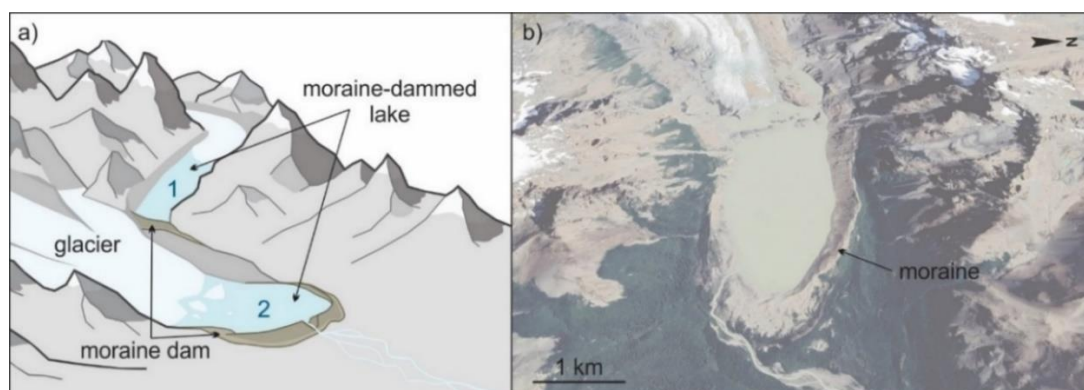 a)
moraine-dammed
lake
1
glacier
2
moraine dam
b)
N
moraine
1 km